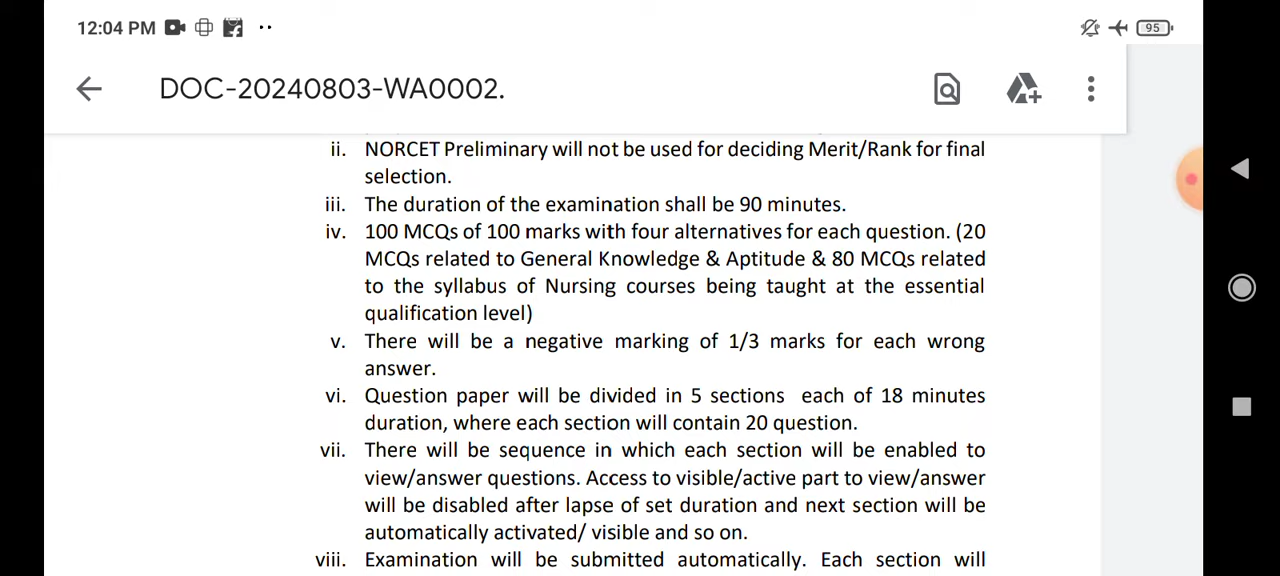 12:04 PM
95
DOC-20240803-WA0002.
ii. NORCET Preliminary will not be used for deciding Merit/Rank for final
selection.
iii. The duration of the examination shall be 90 minutes.
iv. 100 MCQs of 100 marks with four alternatives for each question. (20
MCQs related to General Knowledge & Aptitude & 80 MCQs related
to the syllabus of Nursing courses being taught at the essential
qualification level)
v. There will be a negative marking of 1/3 marks for each wrong
answer.
vi. Question paper will be divided in 5 sections each of 18 minutes
duration, where each section will contain 20 question.
vii. There will be sequence in which each section will be enabled to
view/answer questions. Access to visible/active part to view/answer
will be disabled after lapse of set duration and next section will be
automatically activated/ visible and so on.
viii. Examination will be submitted automatically. Each section will